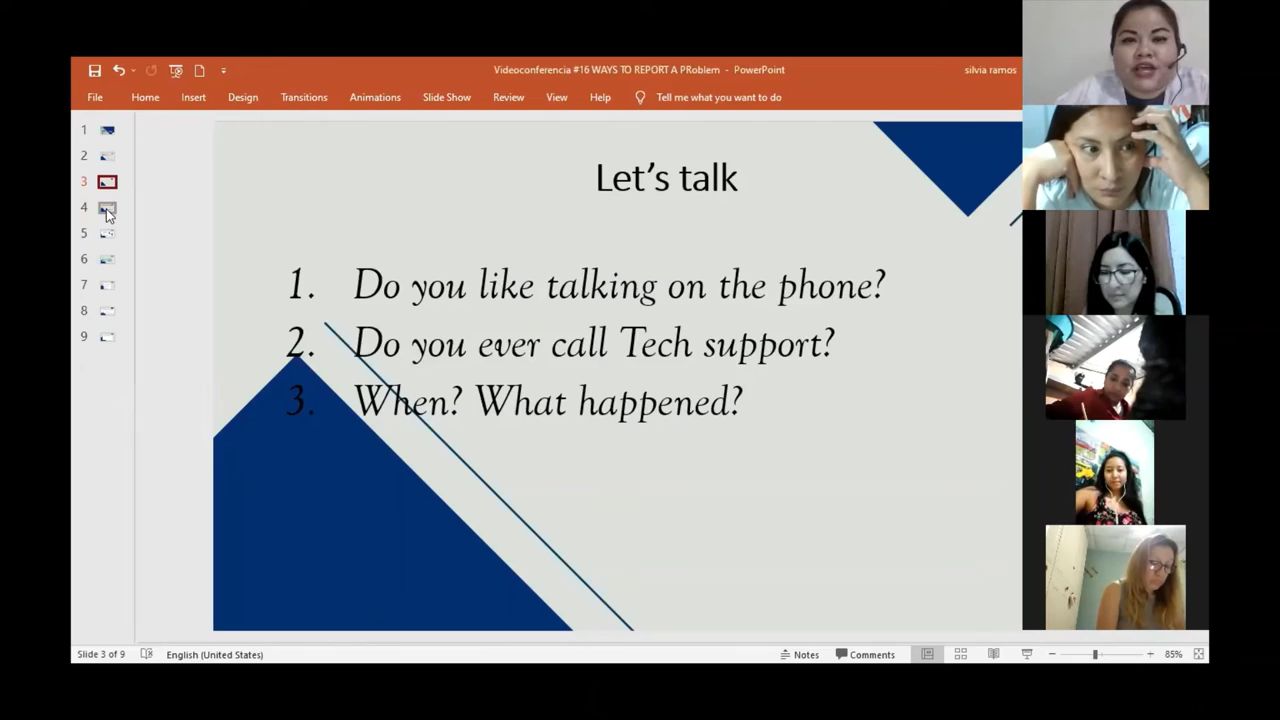 Videoconferencia #16 WAYS TO REPORT A PRoblem - PowerPoint
silvia ramos
File Home Insert Design Transitions Animations Slide Show Review View Help Tell me what you want to do
1
2
3
4
5
6
7
8
9
Let's talk
1. Do you like talking on the phone?
2. Do you ever call Tech support?
3. When? What happened?
Slide 3 of 9 English (United States) Notes Comments 85%